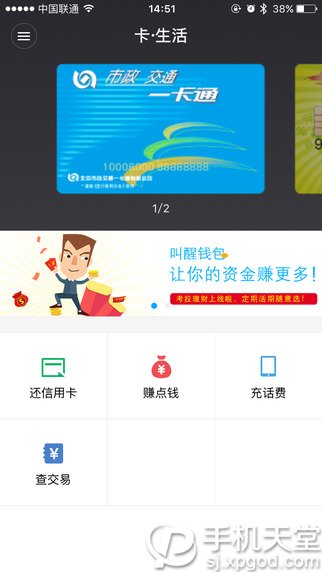 中国联通
14:51
38%
卡·生活
市政 交通
一卡通
10008000 88888888
北京市政交通一卡通有限公司
1/2
叫醒钱包
让你的资金赚更多!
考拉理财上线啦，定期活期随意选!
还信用卡
赚点钱
充话费
查交易
手机天堂
sj.xpgod.com